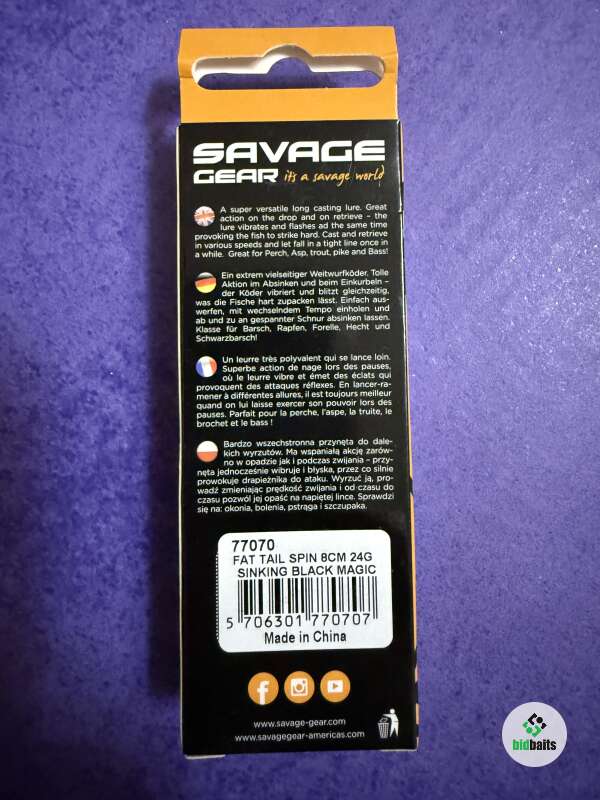 SAVAGE
GEAR it's a savage world
A super versatile long casting lure. Great
action on the drop and on retrieve – the
lure vibrates and flashes ad the same time
provoking the fish to strike hard. Cast and retrieve
in various speeds and let fall in a tight line once in
a while. Great for Perch, Asp, trout, pike and Bass!
Ein extrem vielseitiger Weitwurfköder. Tolle
Aktion im Absinken und beim Einkurbeln –
der Köder vibriert und blitzt gleichzeitig,
was die Fische hart zupacken lässt. Einfach aus-
werfen, mit wechselndem Tempo einholen und
ab und zu an gespannter Schnur absinken lassen.
Klasse für Barsch, Rapfen, Forelle, Hecht und
Schwarzbarsch!
Un leurre très polyvalent qui se lance loin.
Superbe action de nage lors des pauses,
où le leurre vibre et émet des éclats qui
provoquent des attaques réflexes. En lancer-ra-
mener à différentes allures, il est toujours meilleur
quand on lui laisse exercer son pouvoir lors des
pauses. Parfait pour la perche, l'aspe, la truite, le
brochet et le bass !
Bardzo wszechstronna przynęta do dale-
kich wyrzutów. Ma wspaniałą akcję zarów-
no w opadzie jak i podczas zwijania – przy-
nęta jednocześnie wibruje i błyska, przez co silnie
prowokuje drapieżnika do ataku. Wyrzuć ją, pro-
wadź zmieniając prędkość zwijania i od czasu do
czasu pozwól jej opaść na napiętej lince. Sprawdzi
się na: okonia, bolenia, pstrąga i szczupaka.
77070
FAT TAIL SPIN 8CM 24G
SINKING BLACK MAGIC
5 706301 770707
Made in China
www.savage-gear.com
www.savagegear-americas.com
bidbaits